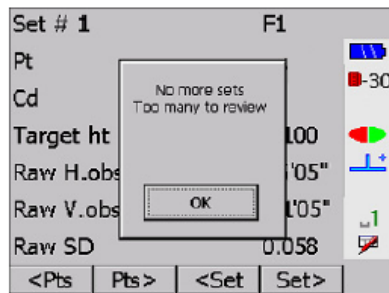 Set # 1 F1
Pt
-30
Cd
No more sets
Too many to review
OK
Target ht 100
Raw H.obs '05"
Raw V.obs 1'05"
Raw SD 0.058
1
<Pts Pts> <Set Set>